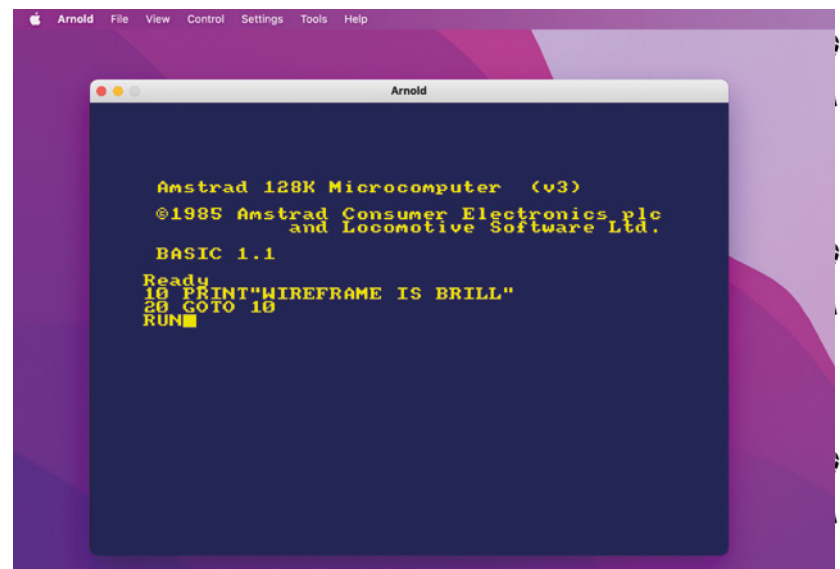 Arnold File View Control Settings Tools Help
Arnold
Amstrad 128K Microcomputer (v3)
©1985 Amstrad Consumer Electronics plc
and Locomotive Software Ltd.
BASIC 1.1
Ready
10 PRINT"WIREFRAME IS BRILL"
20 GOTO 10
RUN